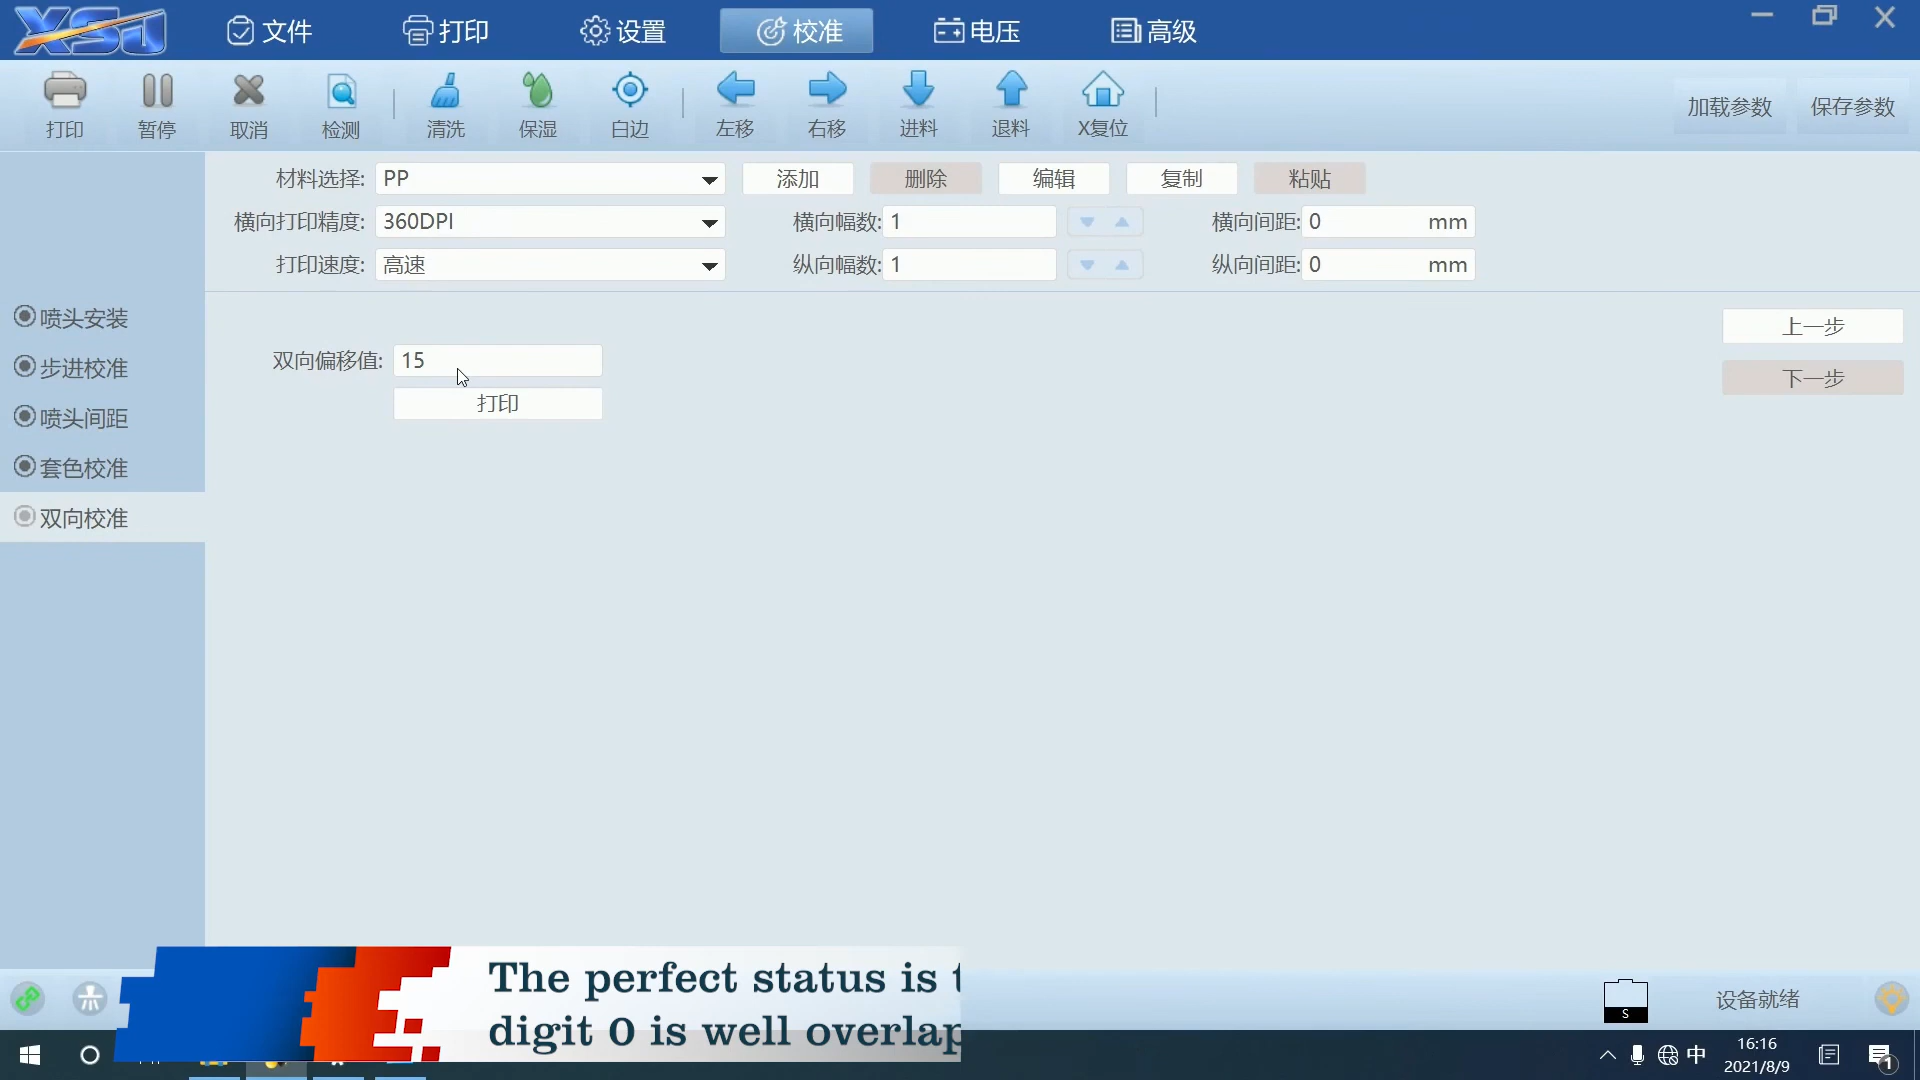 XS1
文件
打印
设置
校准
电压
高级
打印
暂停
取消
检测
清洗
保湿
白边
左移
右移
进料
退料
X复位
加载参数
保存参数
材料选择: PP
添加
删除
编辑
复制
粘贴
横向打印精度: 360DPI
横向幅数: 1
横向间距: 0 mm
打印速度: 高速
纵向幅数: 1
纵向间距: 0 mm
喷头安装
步进校准
喷头间距
套色校准
双向校准
双向偏移值: 15
打印
上一步
下一步
The perfect status is t
digit 0 is well overlap
S
设备就绪
中
16:16
2021/8/9
1